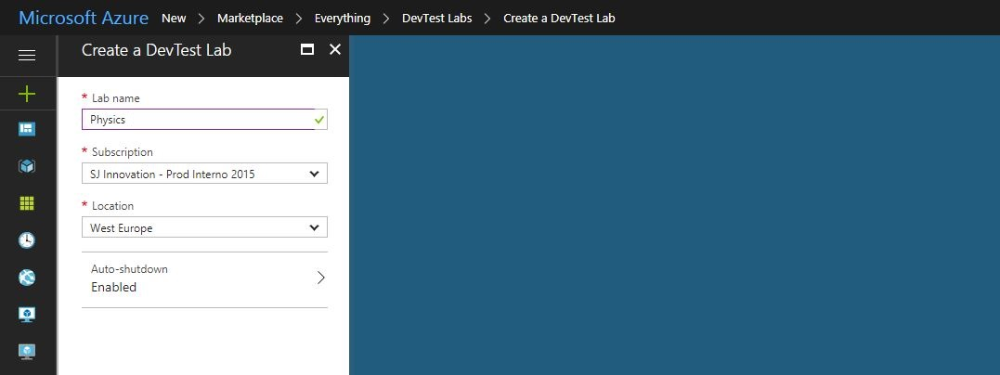 Microsoft Azure New > Marketplace > Everything > DevTest Labs > Create a DevTest Lab
Create a DevTest Lab
* Lab name
Physics
* Subscription
SJ Innovation - Prod Interno 2015
* Location
West Europe
Auto-shutdown
Enabled